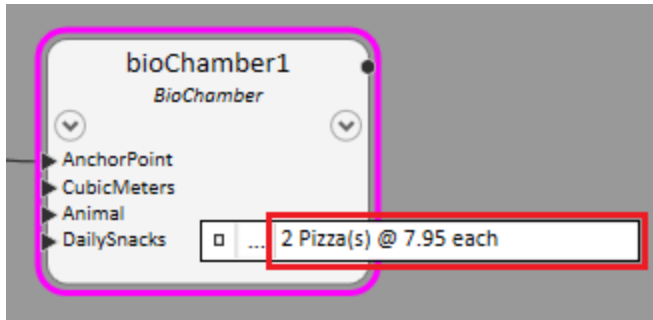 bioChamber1
BioChamber
AnchorPoint
CubicMeters
Animal
DailySnacks
... 2 Pizza(s) @ 7.95 each